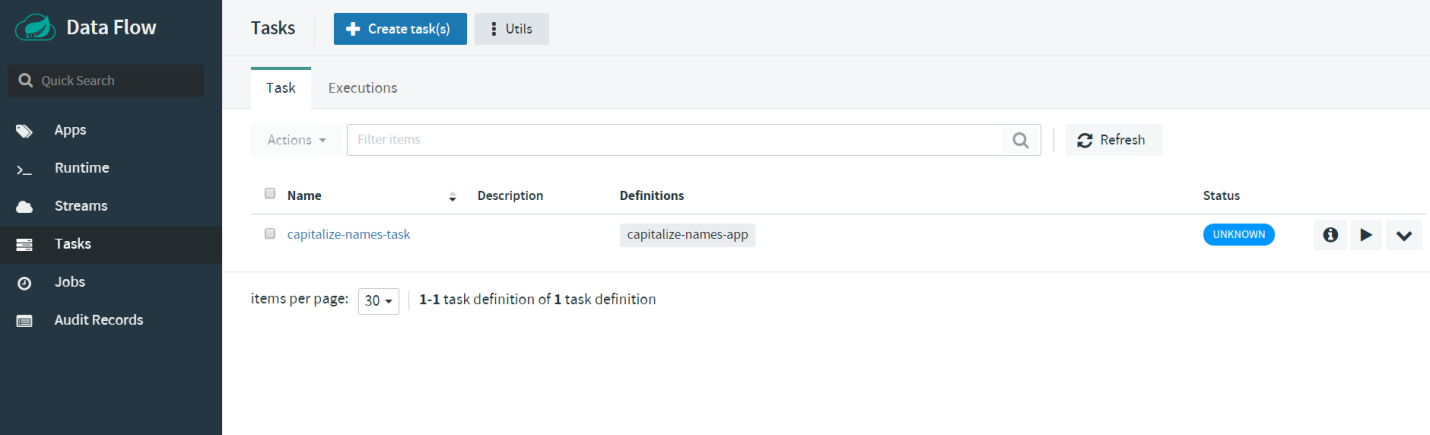 Data Flow
Quick Search
Apps
Runtime
Streams
Tasks
Jobs
Audit Records
Tasks
Create task(s)
Utils
Task
Executions
Actions
Filter items
Refresh
Name Description Definitions Status
capitalize-names-task capitalize-names-app UNKNOWN
items per page: 30 1-1 task definition of 1 task definition